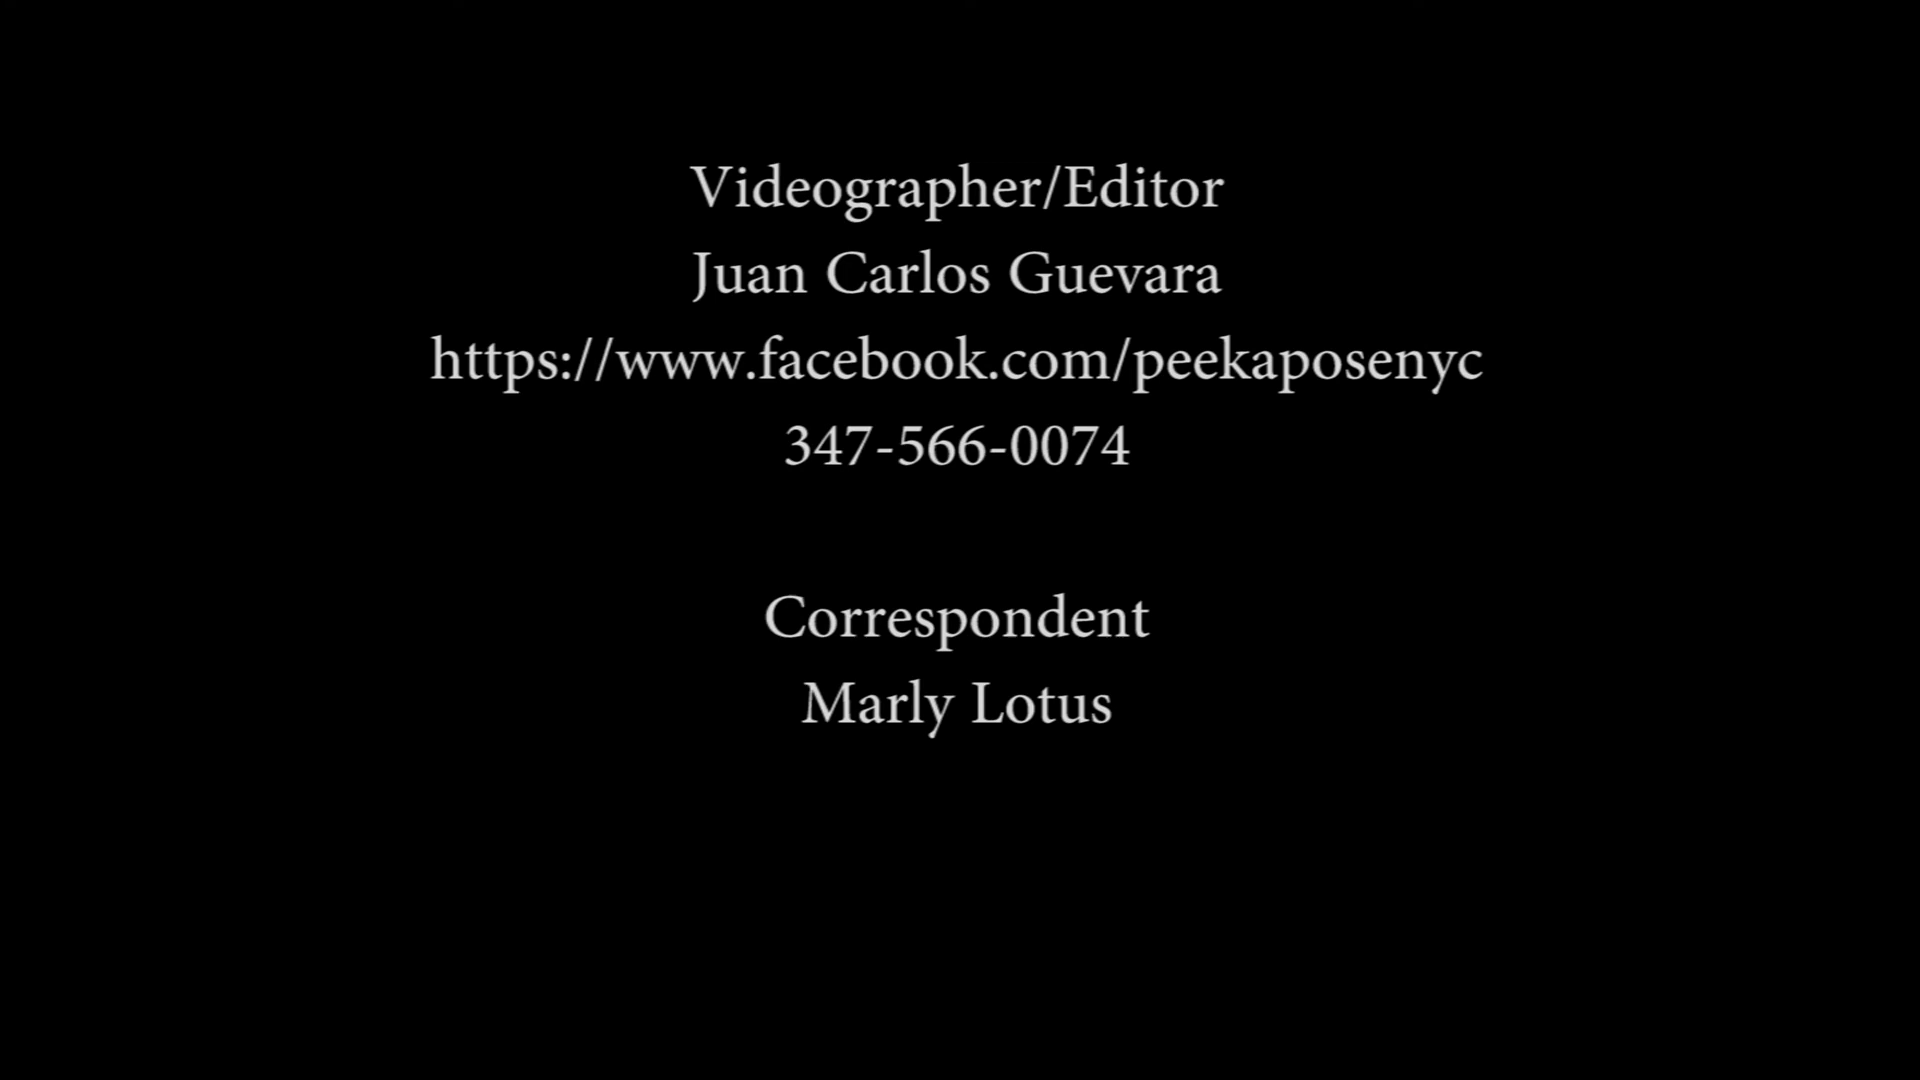 Videographer/Editor
Juan Carlos Guevara
https://www.facebook.com/peekaposenyc
347-566-0074
Correspondent
Marly Lotus